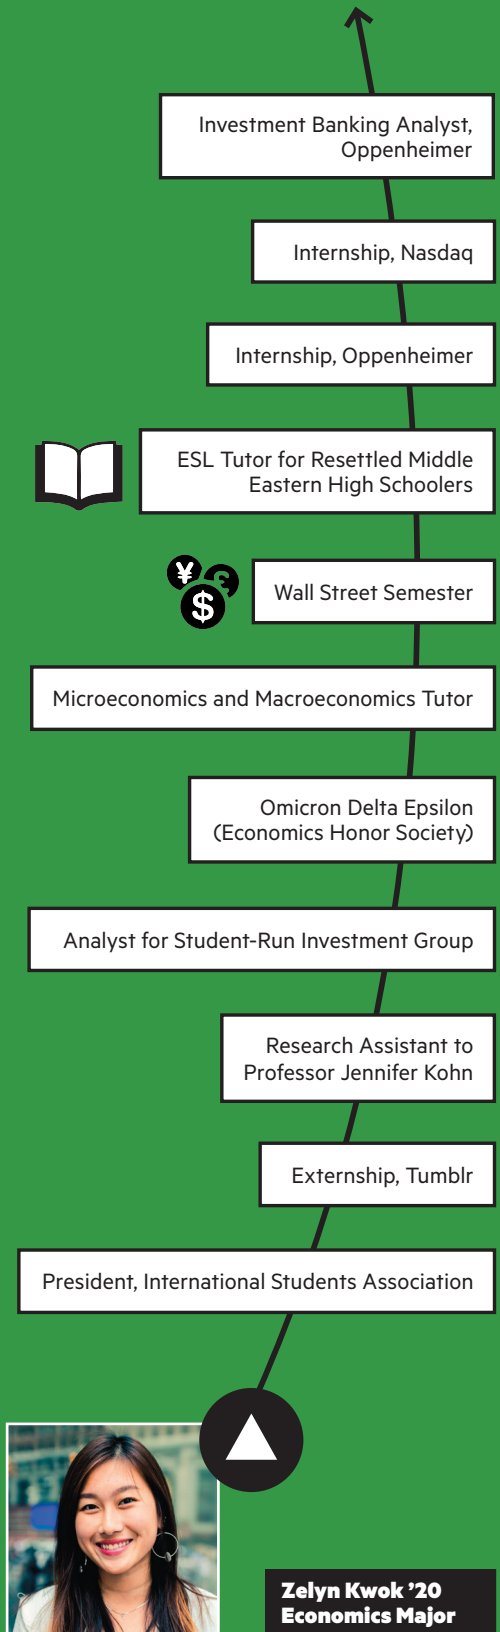 Investment Banking Analyst,
Oppenheimer
Internship, Nasdaq
Internship, Oppenheimer
ESL Tutor for Resettled Middle
Eastern High Schoolers
¥ £
$
Wall Street Semester
Microeconomics and Macroeconomics Tutor
Omicron Delta Epsilon
(Economics Honor Society)
Analyst for Student-Run Investment Group
Research Assistant to
Professor Jennifer Kohn
Externship, Tumblr
President, International Students Association
Zelyn Kwok ’20
Economics Major